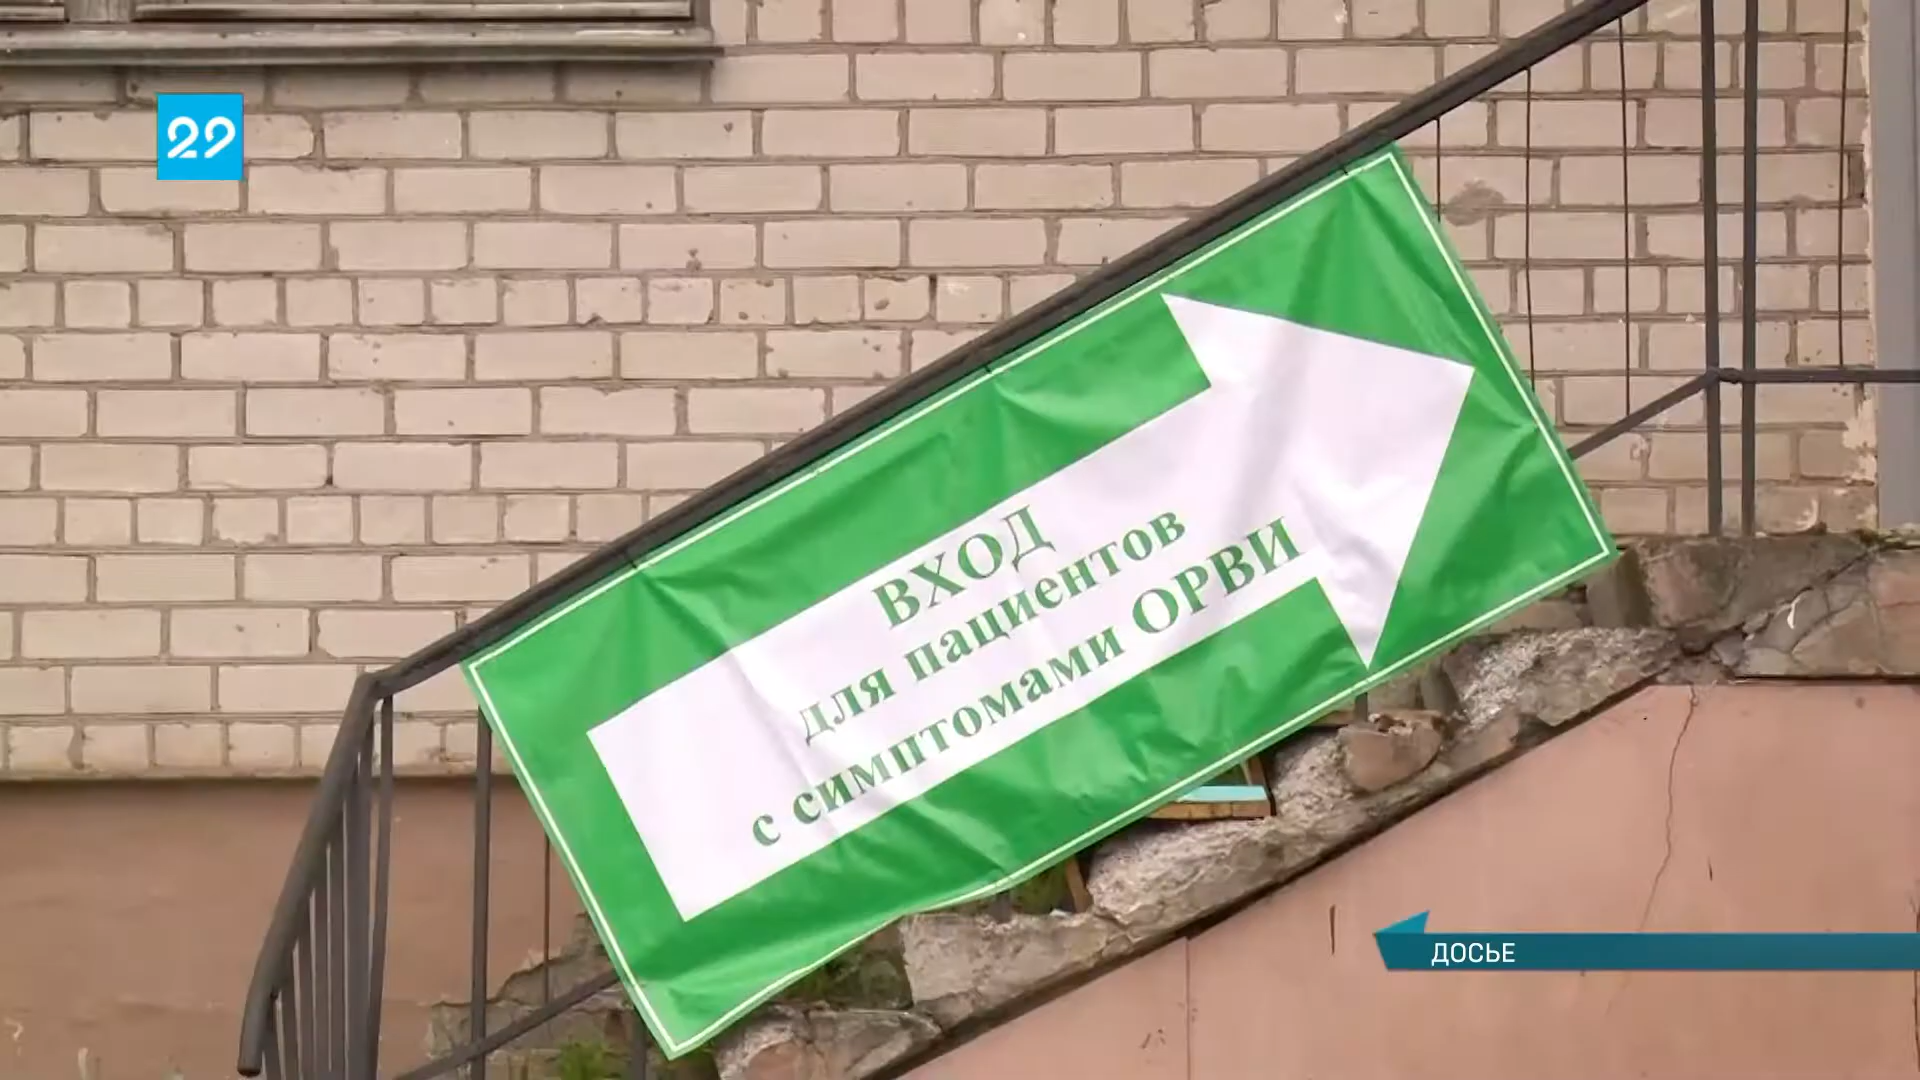 29
ВХОД
для пациентов
с симптомами ОРВИ
ДОСЬЕ